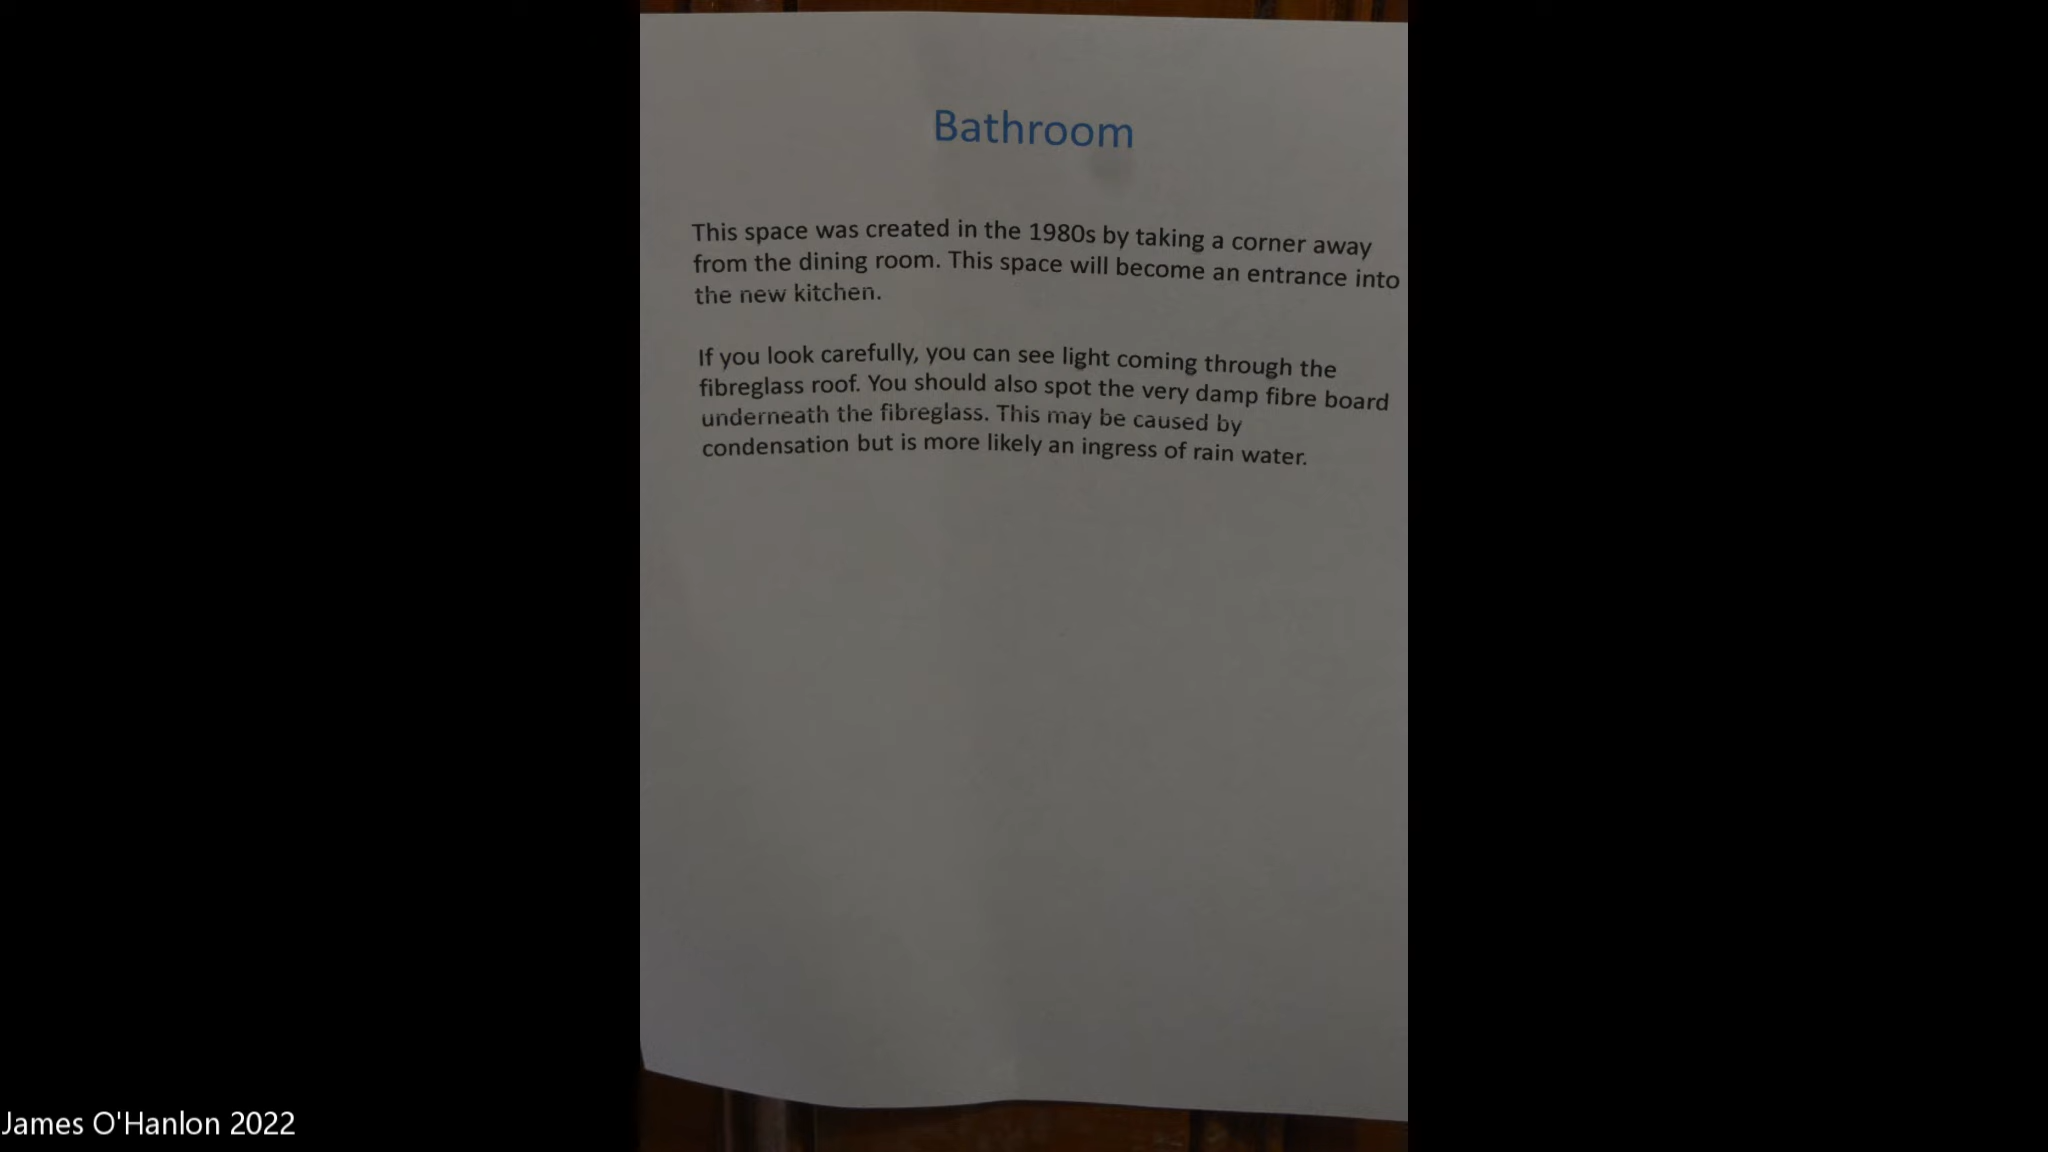 Bathroom
This space was created in the 1980s by taking a corner away
from the dining room. This space will become an entrance into
the new kitchen.
If you look carefully, you can see light coming through the
fibreglass roof. You should also spot the very damp fibre board
underneath the fibreglass. This may be caused by
condensation but is more likely an ingress of rain water.
James O'Hanlon 2022